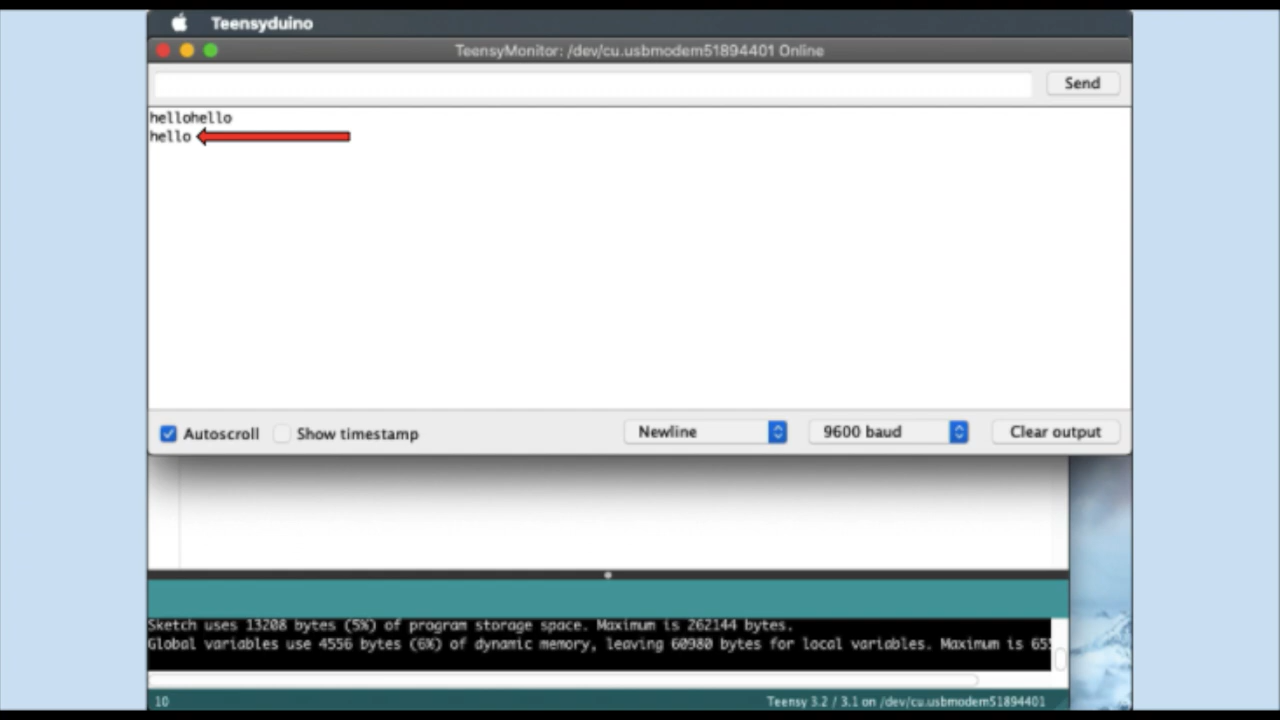 Teensyduino
TeensyMonitor: /dev/cu.usbmodem51894401 Online
Send
hellohello
hello
Autoscroll
Show timestamp
Newline
9600 baud
Clear output
Sketch uses 13208 bytes (5%) of program storage space. Maximum is 262144 bytes.
Global variables use 4556 bytes (6%) of dynamic memory, leaving 60980 bytes for local variables. Maximum is 655
10
Teensy 3.2 / 3.1 on /dev/cu.usbmodem51894401